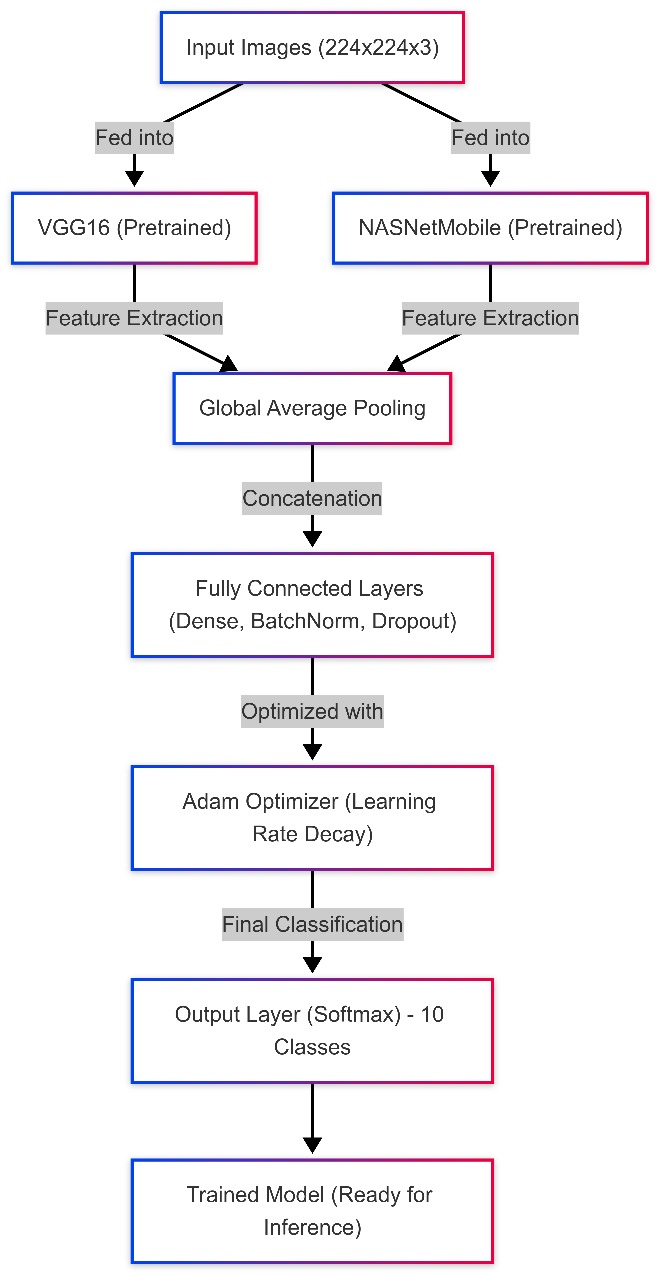 Input Images (224x224x3)
Fed into
Fed into
VGG16 (Pretrained)
NASNetMobile (Pretrained)
Feature Extraction
Feature Extraction
Global Average Pooling
Concatenation
Fully Connected Layers
(Dense, BatchNorm, Dropout)
Optimized with
Adam Optimizer (Learning
Rate Decay)
Final Classification
Output Layer (Softmax) - 10
Classes
Trained Model (Ready for
Inference)